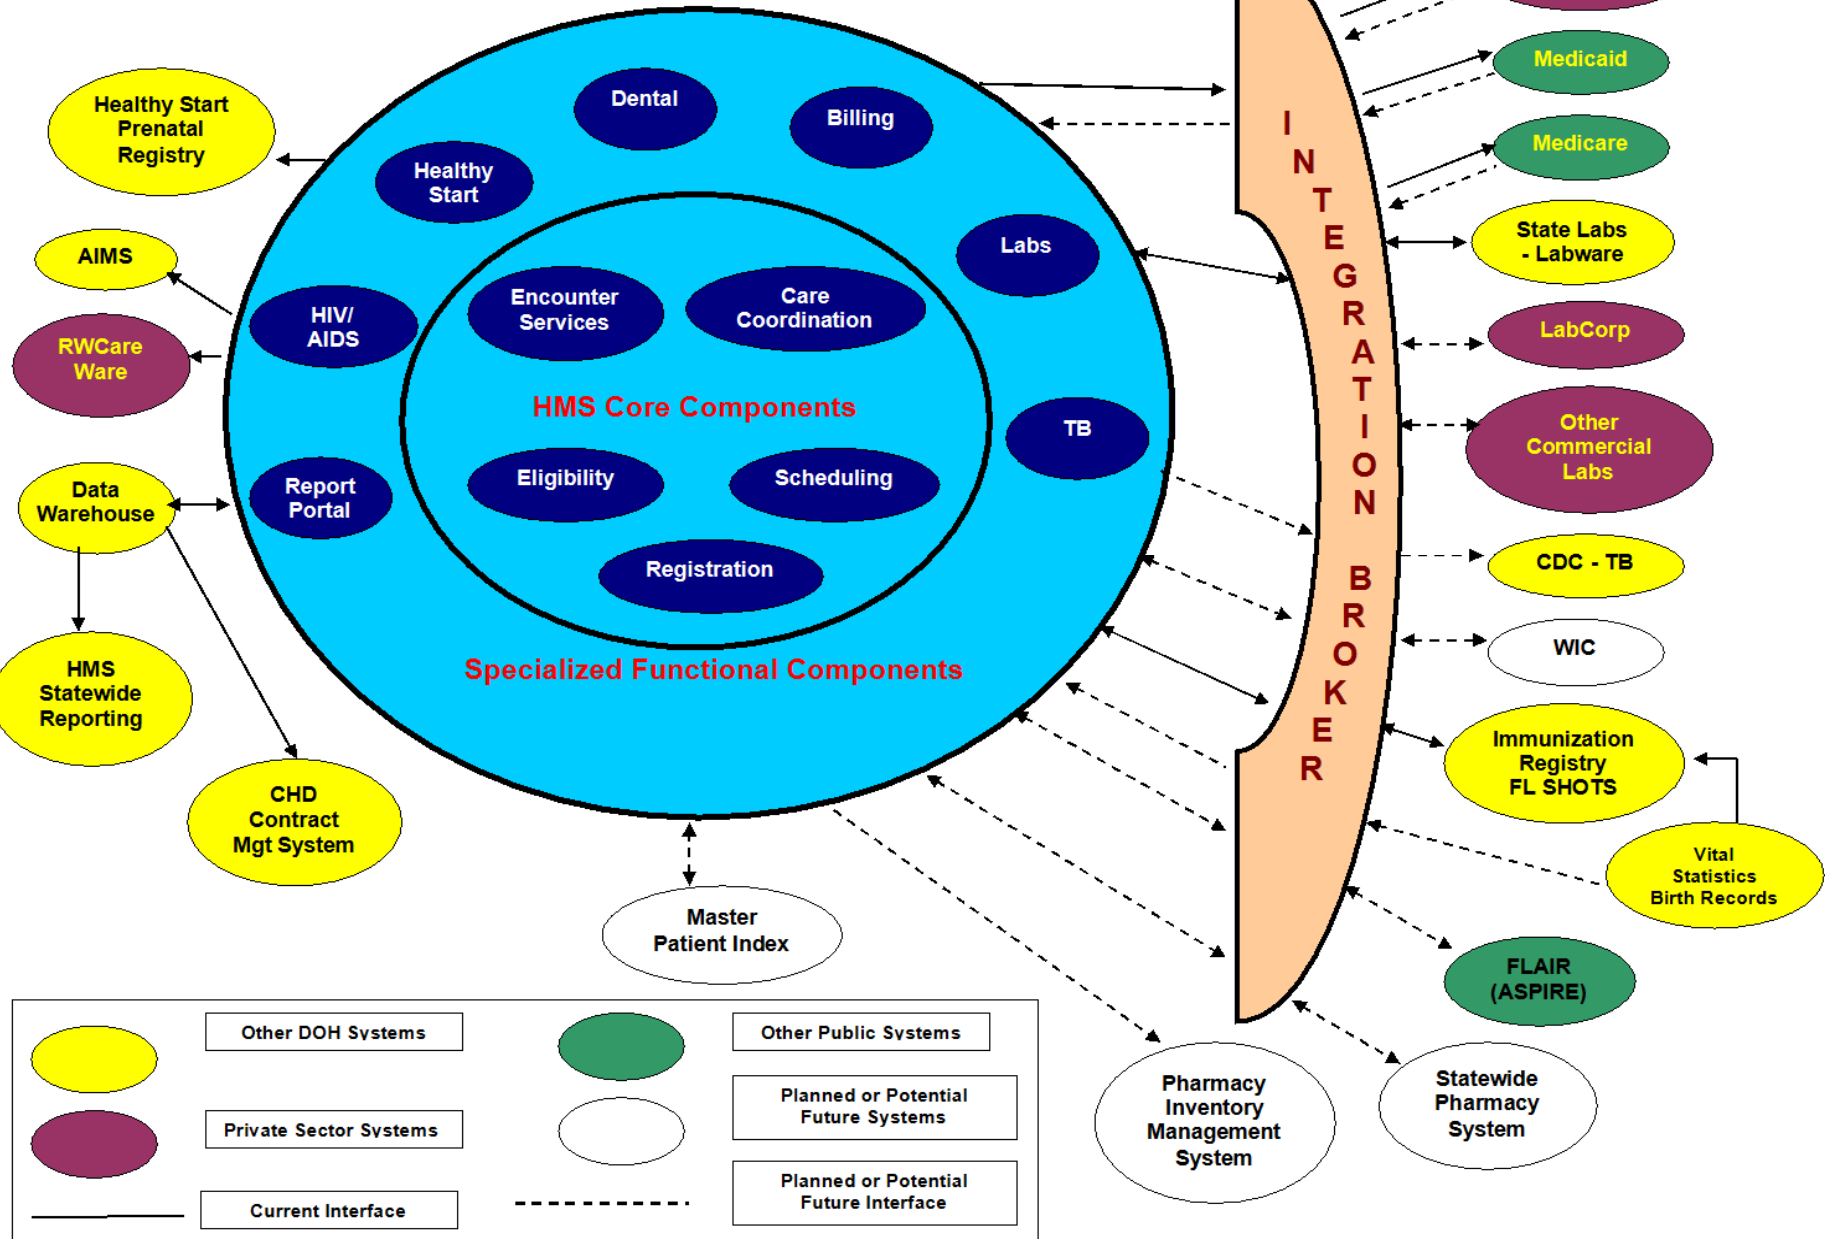 Healthy Start
Prenatal
Registry
AIMS
RWCare
Ware
Data
Warehouse
HMS
Statewide
Reporting
CHD
Contract
Mgt System
Dental
Billing
Healthy
Start
Labs
HIV/
AIDS
Encounter
Services
Care
Coordination
HMS Core Components
TB
Report
Portal
Eligibility
Scheduling
Registration
Specialized Functional Components
Master
Patient Index
INTEGRATION BROKER
Medicaid
Medicare
State Labs
- Labware
LabCorp
Other
Commercial
Labs
CDC - TB
WIC
Immunization
Registry
FL SHOTS
Vital
Statistics
Birth Records
FLAIR
(ASPIRE)
Pharmacy
Inventory
Management
System
Statewide
Pharmacy
System
Other DOH Systems
Other Public Systems
Private Sector Systems
Planned or Potential
Future Systems
Current Interface
Planned or Potential
Future Interface